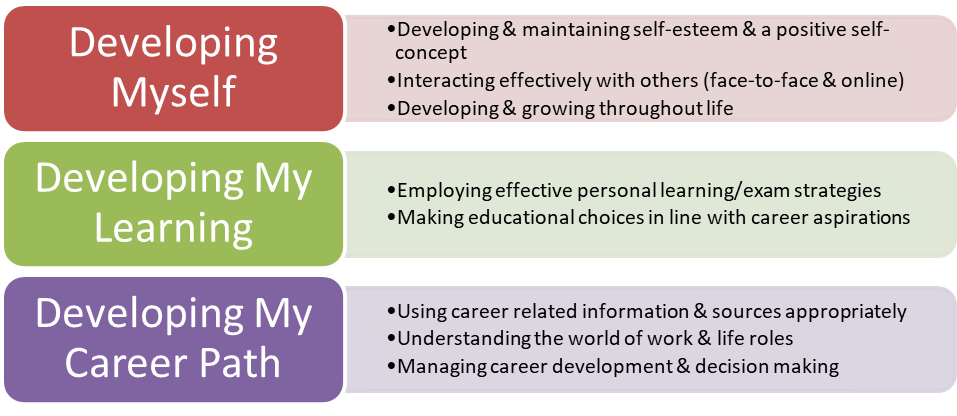 Developing
Myself
•Developing & maintaining self-esteem & a positive self-
concept
•Interacting effectively with others (face-to-face & online)
•Developing & growing throughout life
Developing My
Learning
•Employing effective personal learning/exam strategies
•Making educational choices in line with career aspirations
Developing My
Career Path
•Using career related information & sources appropriately
•Understanding the world of work & life roles
•Managing career development & decision making